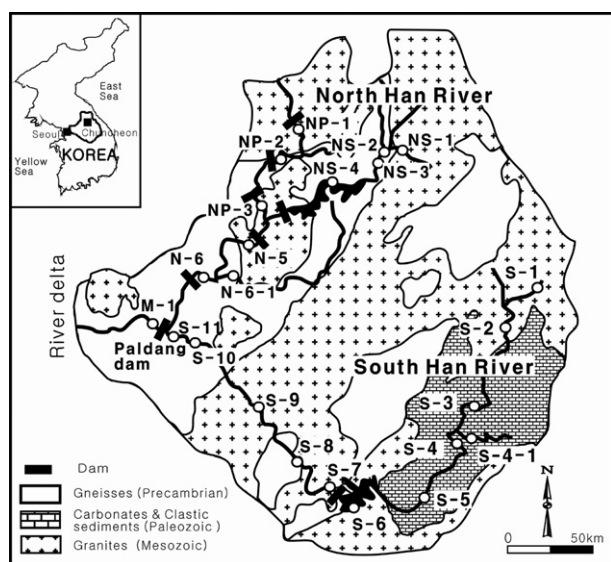 East
Sea
Seoul
Chuncheon
KOREA
Yellow
Sea
North Han River
NP-1
NP-2
NS-2
NS-1
NS-4
NS-3
NP-3
N-5
N-6
N-6-1
S-1
M-1
S-11
S-2
River delta
Paldang
dam
S-10
South Han River
S-9
S-3
S-8
S-4
S-4-1
S-7
S-5
S-6
Dam
Gneisses (Precambrian)
Carbonates & Clastic
sediments (Paleozoic)
Granites (Mesozoic)
N
0 50km